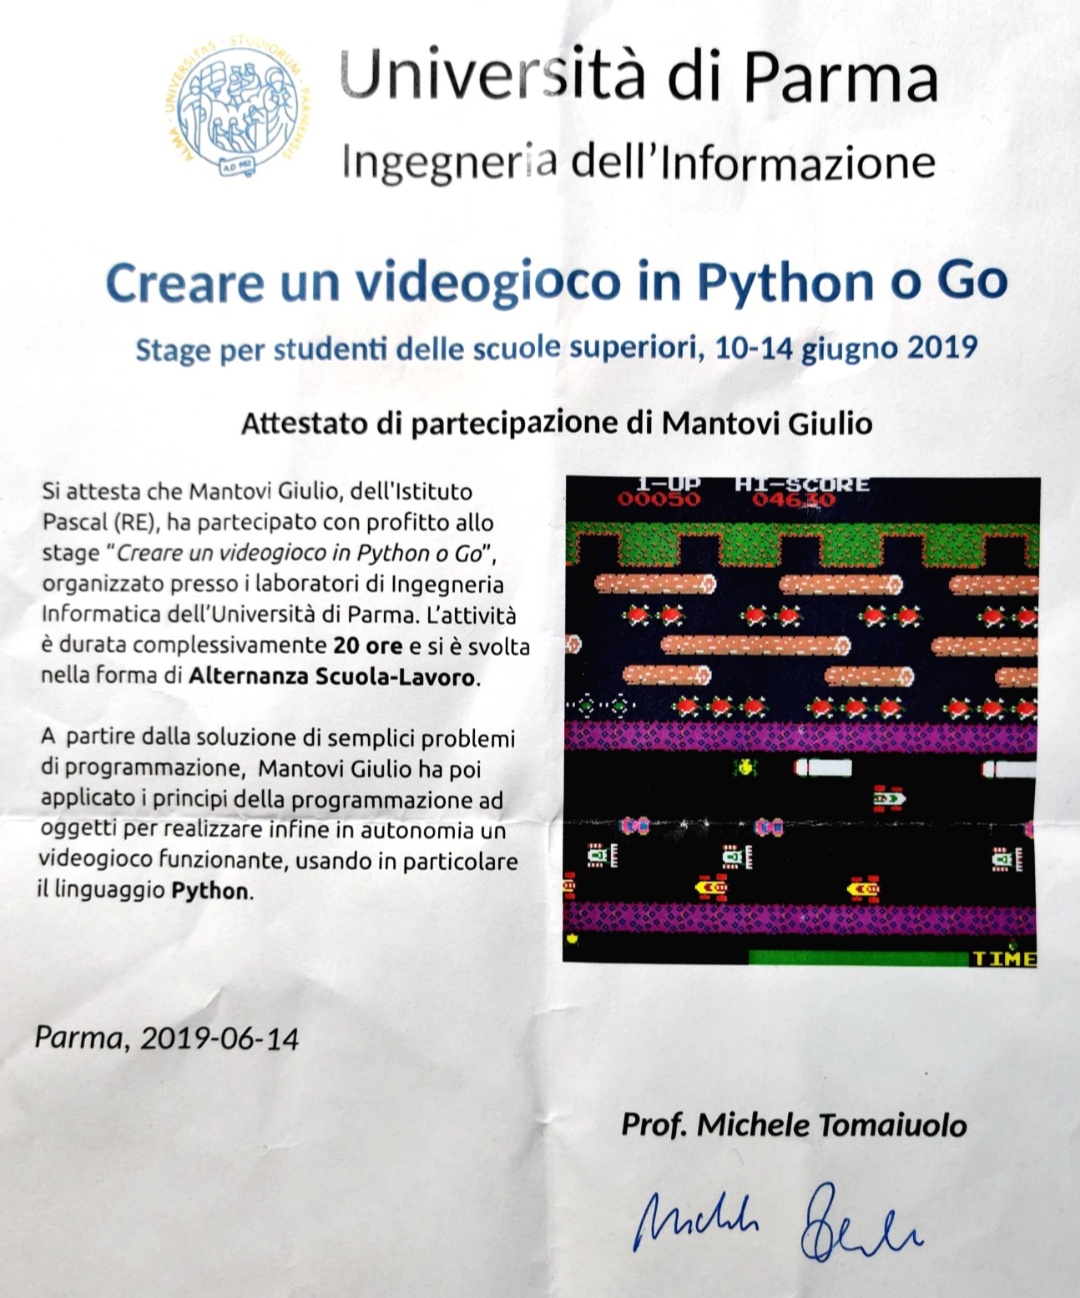 ALMA · UNIVERSITAS · STUDIORUM · PARMENSIS
A.D. 962
Università di Parma
Ingegneria dell'Informazione
Creare un videogioco in Python o Go
Stage per studenti delle scuole superiori, 10-14 giugno 2019
Attestato di partecipazione di Mantovi Giulio
Si attesta che Mantovi Giulio, dell'Istituto
Pascal (RE), ha partecipato con profitto allo
stage "Creare un videogioco in Python o Go",
organizzato presso i laboratori di Ingegneria
Informatica dell'Università di Parma. L'attività
è durata complessivamente 20 ore e si è svolta
nella forma di Alternanza Scuola-Lavoro.
A partire dalla soluzione di semplici problemi
di programmazione, Mantovi Giulio ha poi
applicato i principi della programmazione ad
oggetti per realizzare infine in autonomia un
videogioco funzionante, usando in particolare
il linguaggio Python.
1-UP HI-SCORE
00050 04630
TIME
Parma, 2019-06-14
Prof. Michele Tomaiuolo